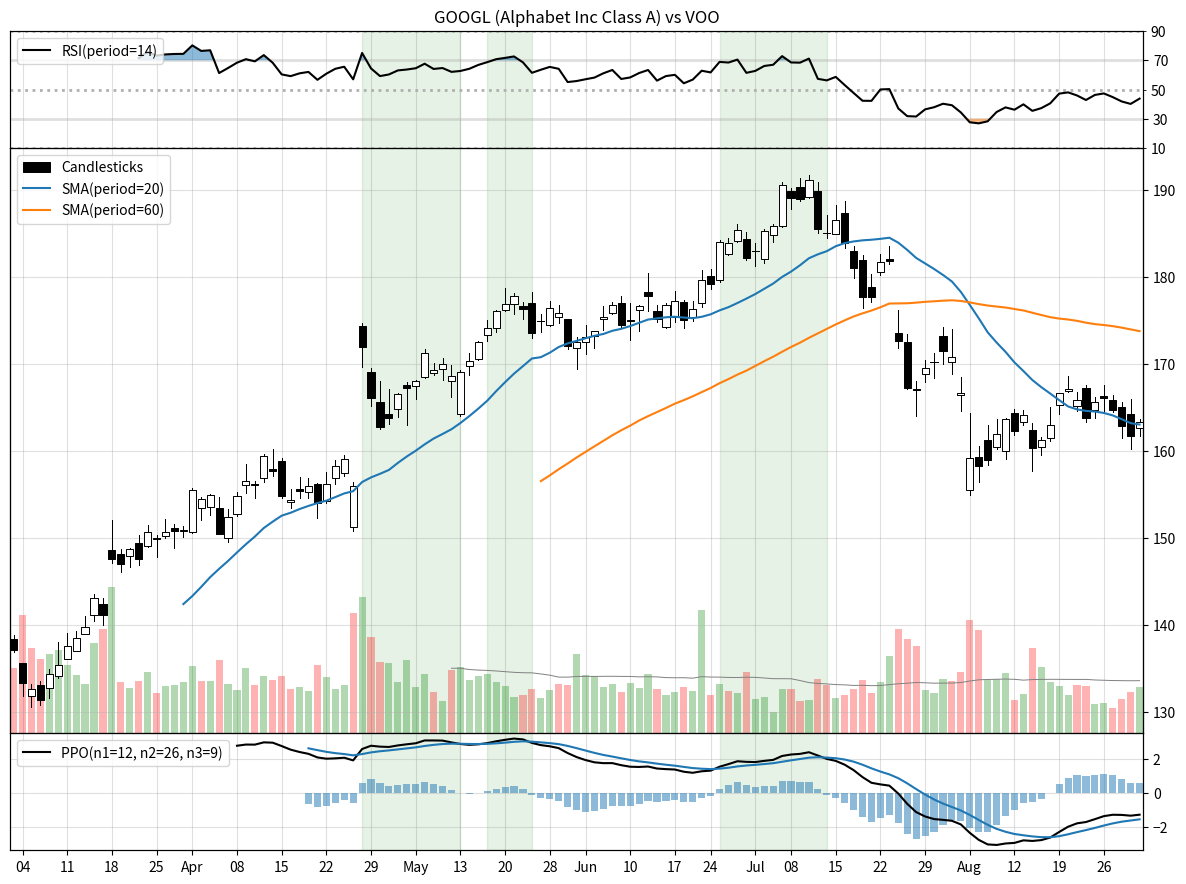 GOOGL (Alphabet Inc Class A) vs VOO
RSI(period=14)
90
70
50
30
10
Candlesticks
SMA(period=20)
SMA(period=60)
190
180
170
160
150
140
130
PPO(n1=12, n2=26, n3=9)
2
0
−2
04 11 18 25 Apr 08 15 22 29 May 13 20 28 Jun 10 17 24 Jul 08 15 22 29 Aug 12 19 26